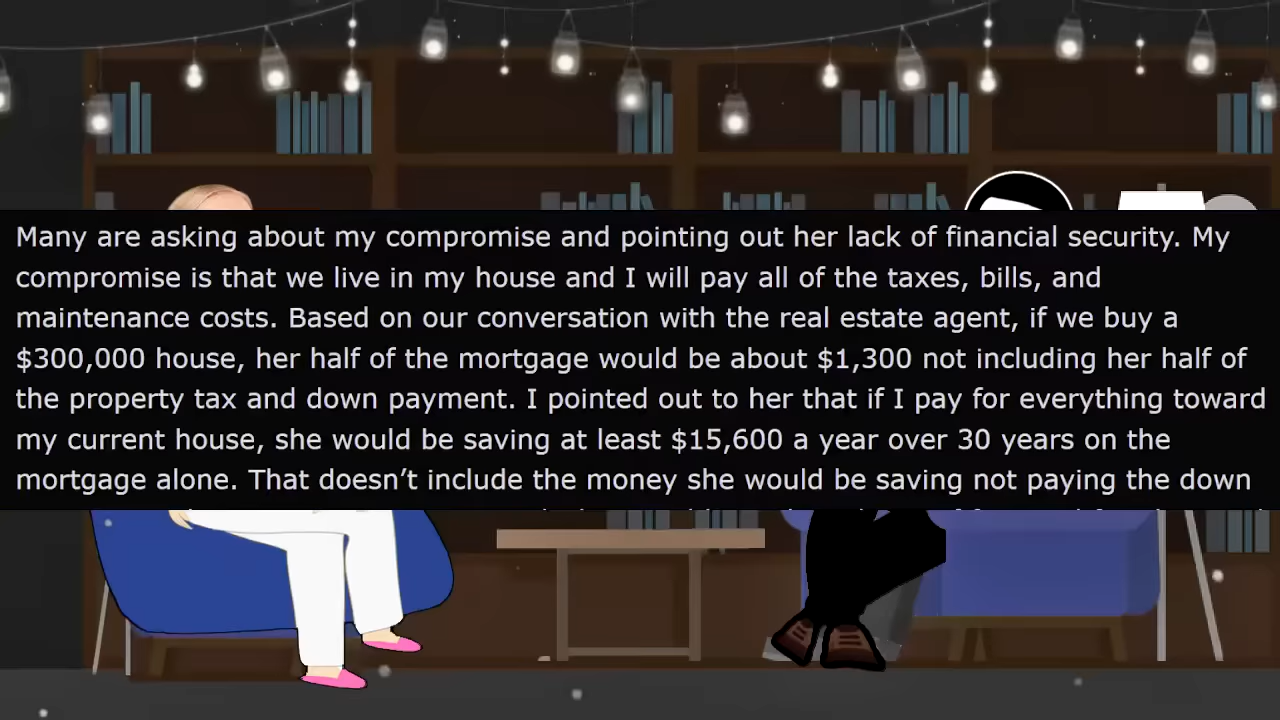 Many are asking about my compromise and pointing out her lack of financial security. My
compromise is that we live in my house and I will pay all of the taxes, bills, and
maintenance costs. Based on our conversation with the real estate agent, if we buy a
$300,000 house, her half of the mortgage would be about $1,300 not including her half of
the property tax and down payment. I pointed out to her that if I pay for everything toward
my current house, she would be saving at least $15,600 a year over 30 years on the
mortgage alone. That doesn’t include the money she would be saving not paying the down